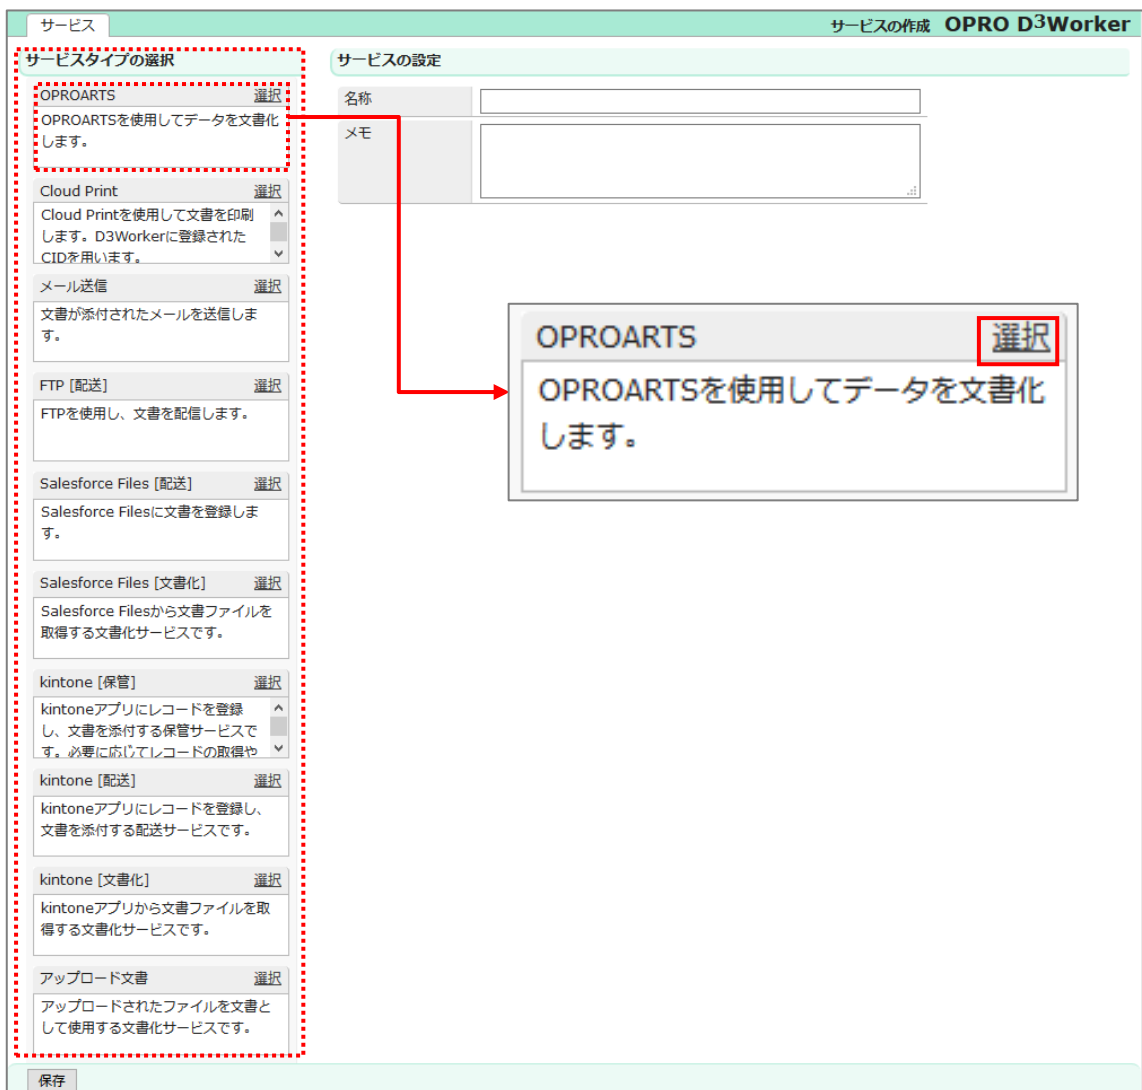 サービス
サービスの作成 OPRO D3Worker
サービスタイプの選択
OPROARTS 選択
OPROARTSを使用してデータを文書化
します。
Cloud Print 選択
Cloud Printを使用して文書を印刷
します。D3Workerに登録された
CIDを用います。
メール送信 選択
文書が添付されたメールを送信しま
す。
FTP [配送] 選択
FTPを使用し、文書を配信します。
Salesforce Files [配送] 選択
Salesforce Filesに文書を登録しま
す。
Salesforce Files [文書化] 選択
Salesforce Filesから文書ファイルを
取得する文書化サービスです。
kintone [保管] 選択
kintoneアプリにレコードを登録
し、文書を添付する保管サービスで
す。必要に応じてレコードの取得や
kintone [配送] 選択
kintoneアプリにレコードを登録し、
文書を添付する配送サービスです。
kintone [文書化] 選択
kintoneアプリから文書ファイルを取
得する文書化サービスです。
アップロード文書 選択
アップロードされたファイルを文書と
して使用する文書化サービスです。
サービスの設定
名称
メモ
OPROARTS 選択
OPROARTSを使用してデータを文書化
します。
保存